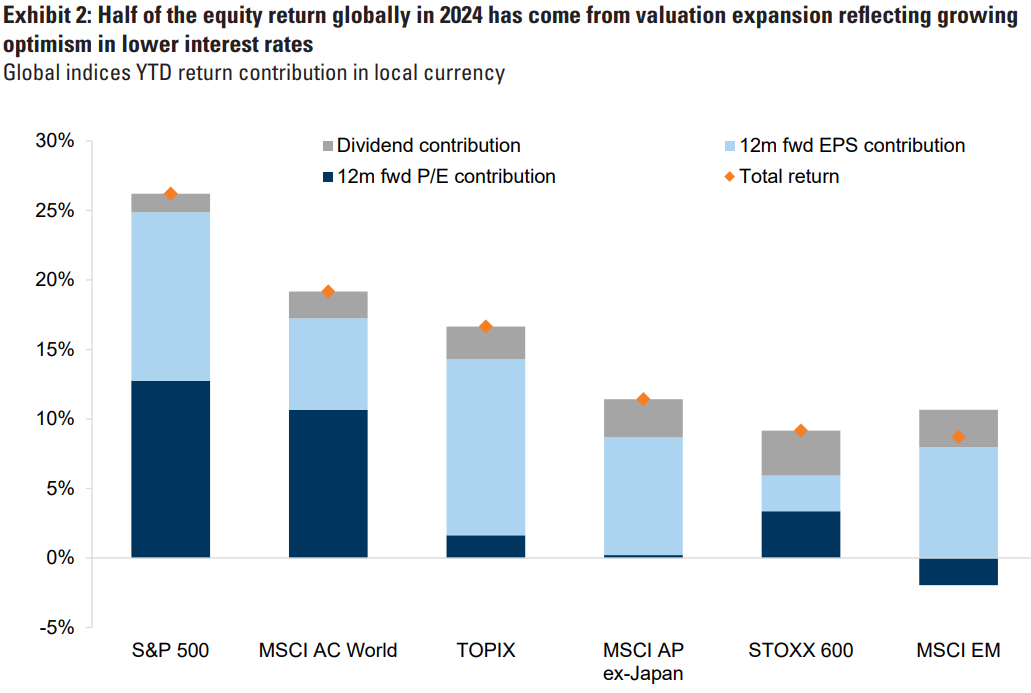 Exhibit 2: Half of the equity return globally in 2024 has come from valuation expansion reflecting growing
optimism in lower interest rates
Global indices YTD return contribution in local currency
30%
25%
20%
15%
10%
5%
0%
-5%
Dividend contribution
12m fwd EPS contribution
12m fwd P/E contribution
Total return
S&P 500
MSCI AC World
TOPIX
MSCI AP
ex-Japan
STOXX 600
MSCI EM